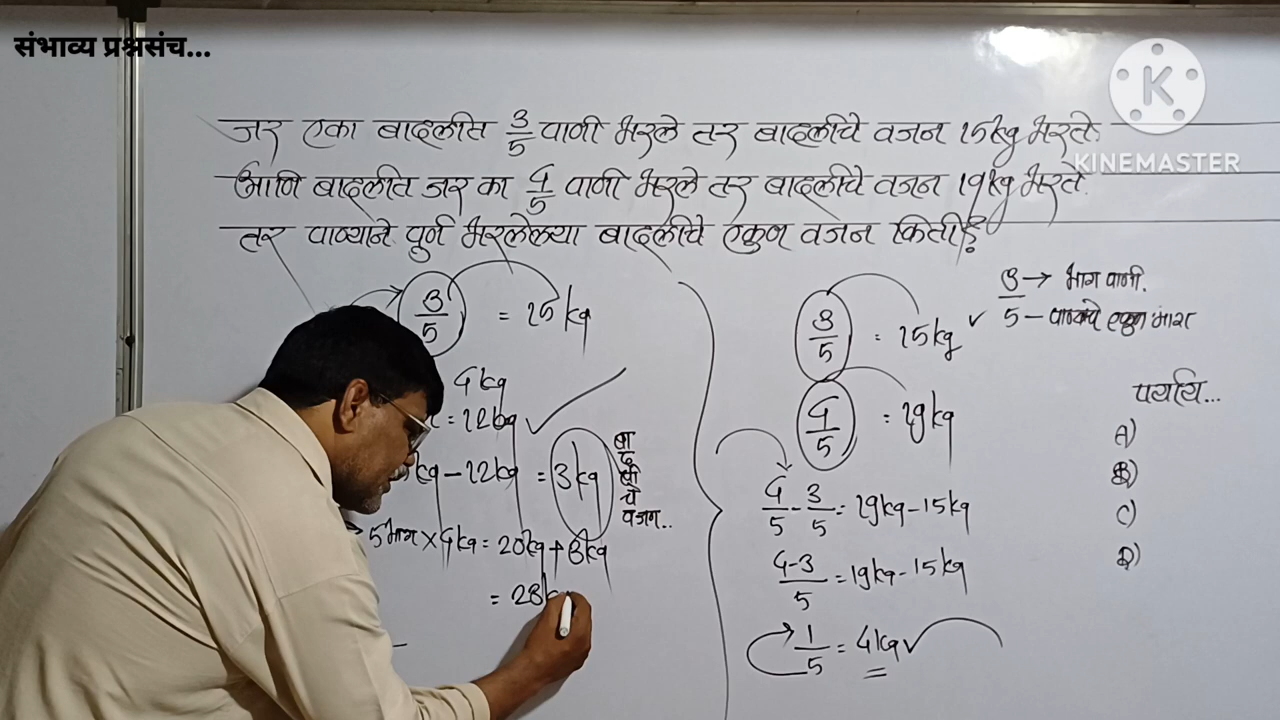 संभाव्य प्रश्नसंच...
KINEMASTER
जर एका बादलीत 3/5 पाणी भरले तर बादलीचे वजन 15kg भरते.
आणि बादलीत जर का 4/5 पाणी भरले तर बादलीचे वजन 19kg भरते.
तर पाण्याने पुर्ण भरलेल्या बादलीचे एकुण वजन किती?
3/5 = 15kg
4kg
= 12kg
kg - 12kg = 3kg
बादलीचे वजन..
5 भाग × 4kg = 20kg + 3kg
= 23k
3/5 = 15kg
4/5 = 19kg
4/5 - 3/5 = 19kg - 15kg
4-3/5 = 19kg - 15kg
1/5 = 4kg
3 → भाग पाणी.
5 - पाण्याचे एकुण भाग
पर्याय...
A)
B)
C)
D)